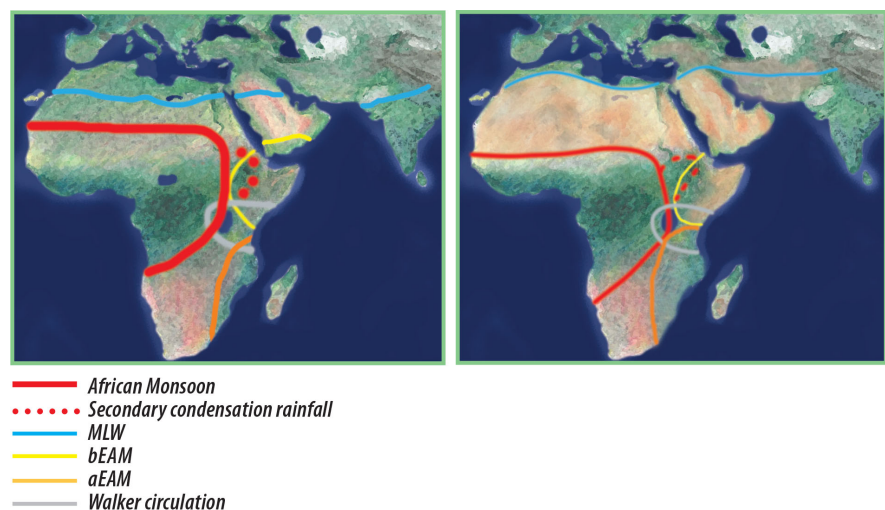 African Monsoon
Secondary condensation rainfall
MLW
bEAM
aEAM
Walker circulation